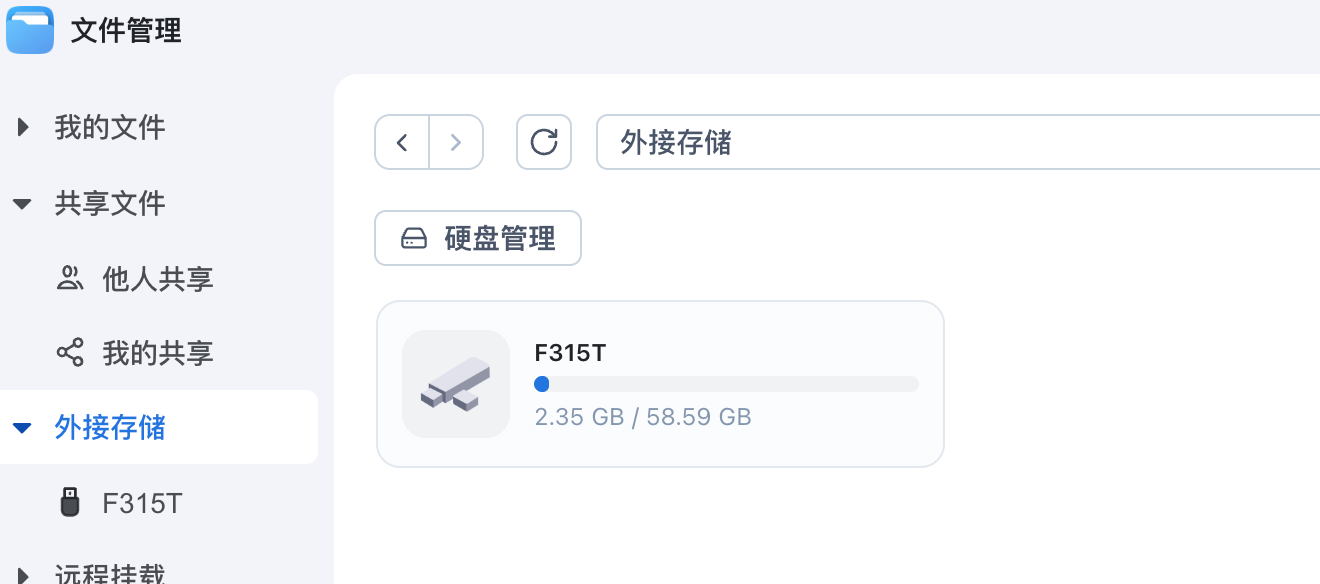 文件管理
我的文件
共享文件
他人共享
我的共享
外接存储
F315T
远程挂载
外接存储
硬盘管理
F315T
2.35 GB / 58.59 GB